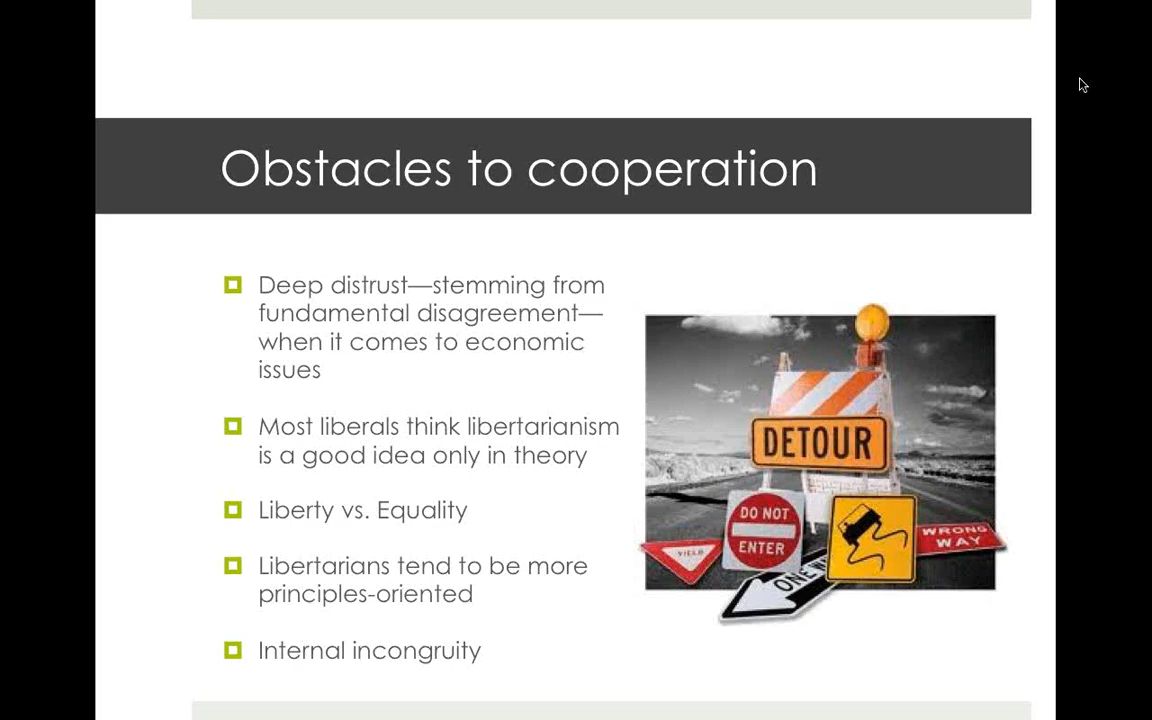 Obstacles to cooperation
Deep distrust—stemming from
fundamental disagreement—
when it comes to economic
issues
Most liberals think libertarianism
is a good idea only in theory
Liberty vs. Equality
Libertarians tend to be more
principles-oriented
Internal incongruity
DETOUR
DO NOT
ENTER
YIELD
WRONG
WAY
ONE